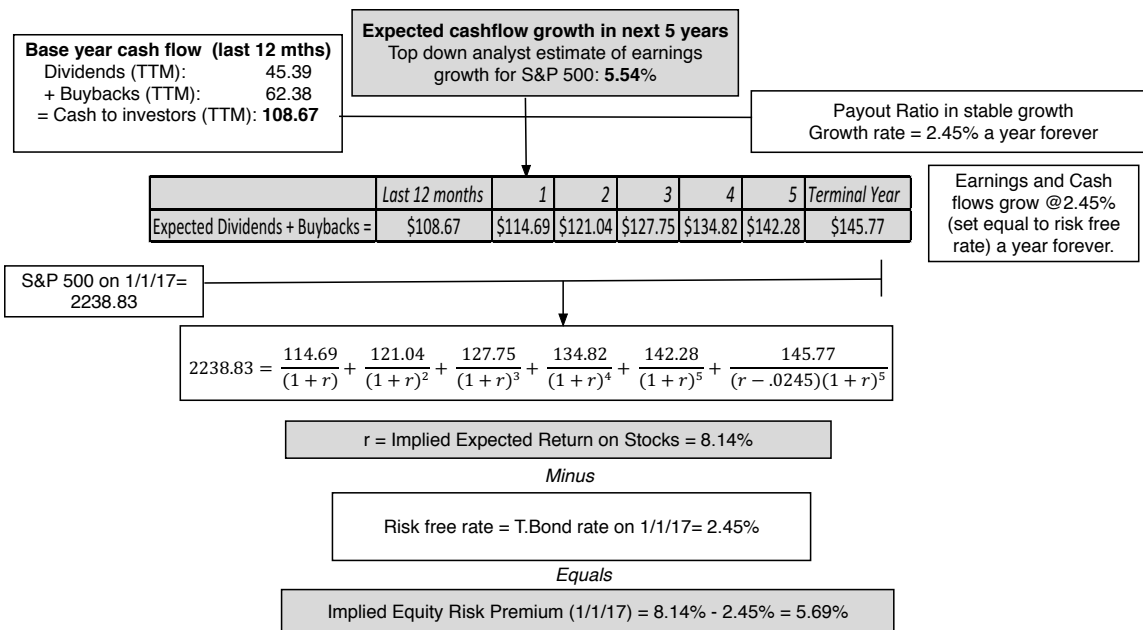 Expected cashflow growth in next 5 years
Top down analyst estimate of earnings
growth for S&P 500: 5.54%
Base year cash flow (last 12 mths)
Dividends (TTM): 45.39
+ Buybacks (TTM): 62.38
= Cash to investors (TTM): 108.67
Payout Ratio in stable growth
Growth rate = 2.45% a year forever
Last 12 months 1 2 3 4 5 Terminal Year
Expected Dividends + Buybacks = $108.67 $114.69 $121.04 $127.75 $134.82 $142.28 $145.77
Earnings and Cash
flows grow @2.45%
(set equal to risk free
rate) a year forever.
S&P 500 on 1/1/17=
2238.83
2238.83 = 114.69/(1 + r) + 121.04/(1 + r)² + 127.75/(1 + r)³ + 134.82/(1 + r)⁴ + 142.28/(1 + r)⁵ + 145.77/(r − .0245)(1 + r)⁵
r = Implied Expected Return on Stocks = 8.14%
Minus
Risk free rate = T.Bond rate on 1/1/17= 2.45%
Equals
Implied Equity Risk Premium (1/1/17) = 8.14% - 2.45% = 5.69%